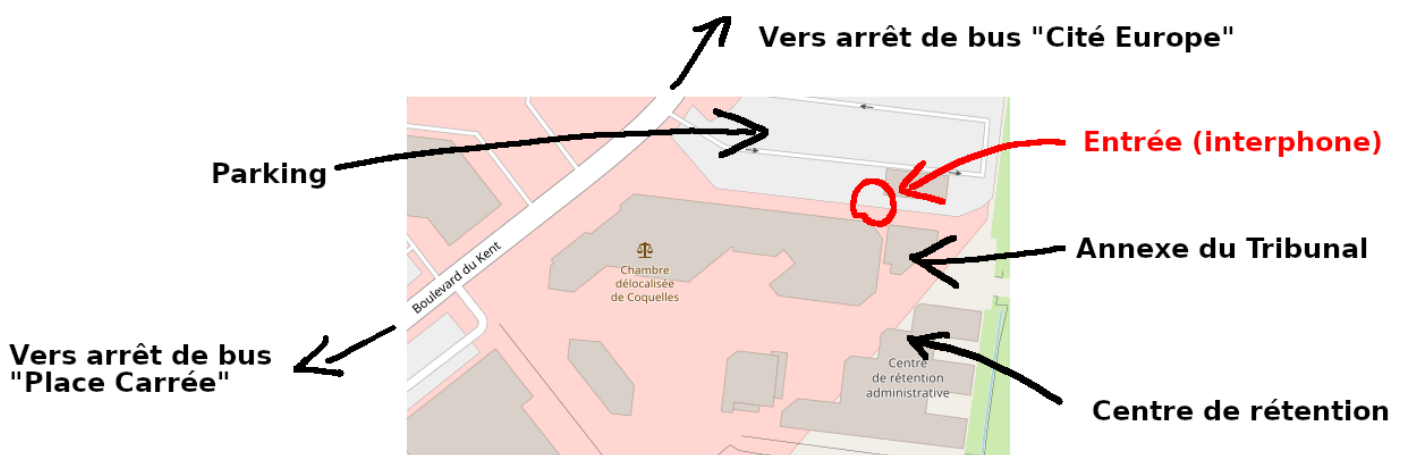 Vers arrêt de bus "Cité Europe"
Entrée (interphone)
Parking
Annexe du Tribunal
Chambre
délocalisée
de Coquelles
Boulevard du Kent
Vers arrêt de bus
"Place Carrée"
Centre
de rétention
administrative
Centre de rétention